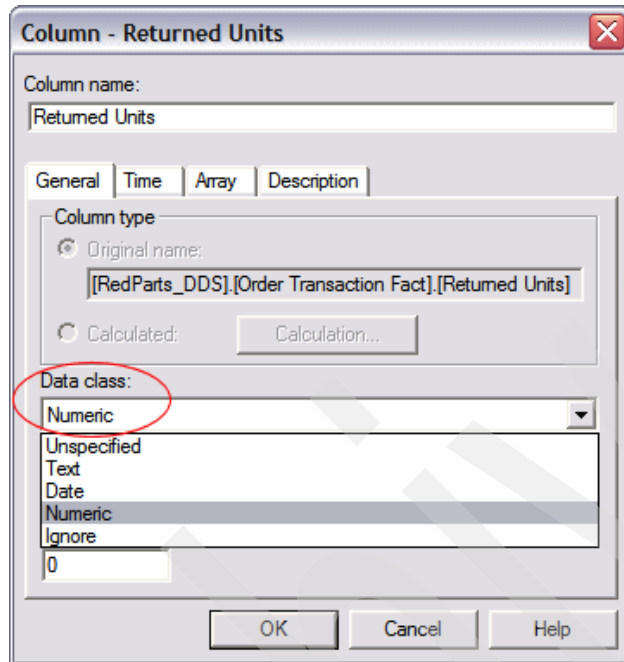 Column - Returned Units
Column name:
Returned Units
General Time Array Description
Column type
Original name:
[RedParts_DDS].[Order Transaction Fact].[Returned Units]
Calculated: Calculation...
Data class:
Numeric
Unspecified
Text
Date
Numeric
Ignore
0
OK Cancel Help